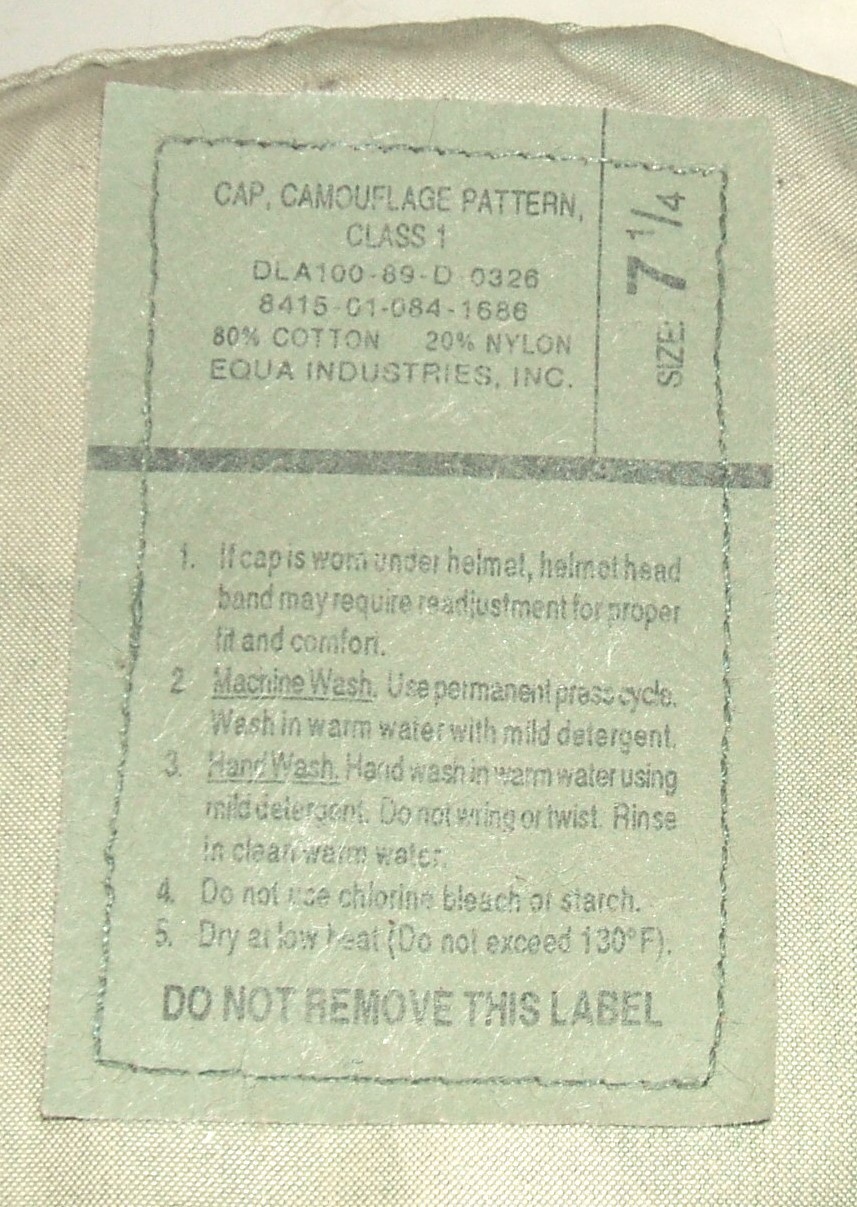 CAP, CAMOUFLAGE PATTERN,
CLASS 1
DLA100-89-D-0326
8415-01-084-1686
80% COTTON 20% NYLON
EQUA INDUSTRIES, INC.
SIZE: 7 1/4
1. If cap is worn under helmet, helmet head
band may require readjustment for proper
fit and comfort.
2 Machine Wash. Use permanent press cycle.
Wash in warm water with mild detergent.
3. Hand Wash. Hand wash in warm water using
mild detergent. Do not wring or twist. Rinse
in clean warm water.
4. Do not use chlorine bleach or starch.
5. Dry at low heat (Do not exceed 130°F).
DO NOT REMOVE THIS LABEL